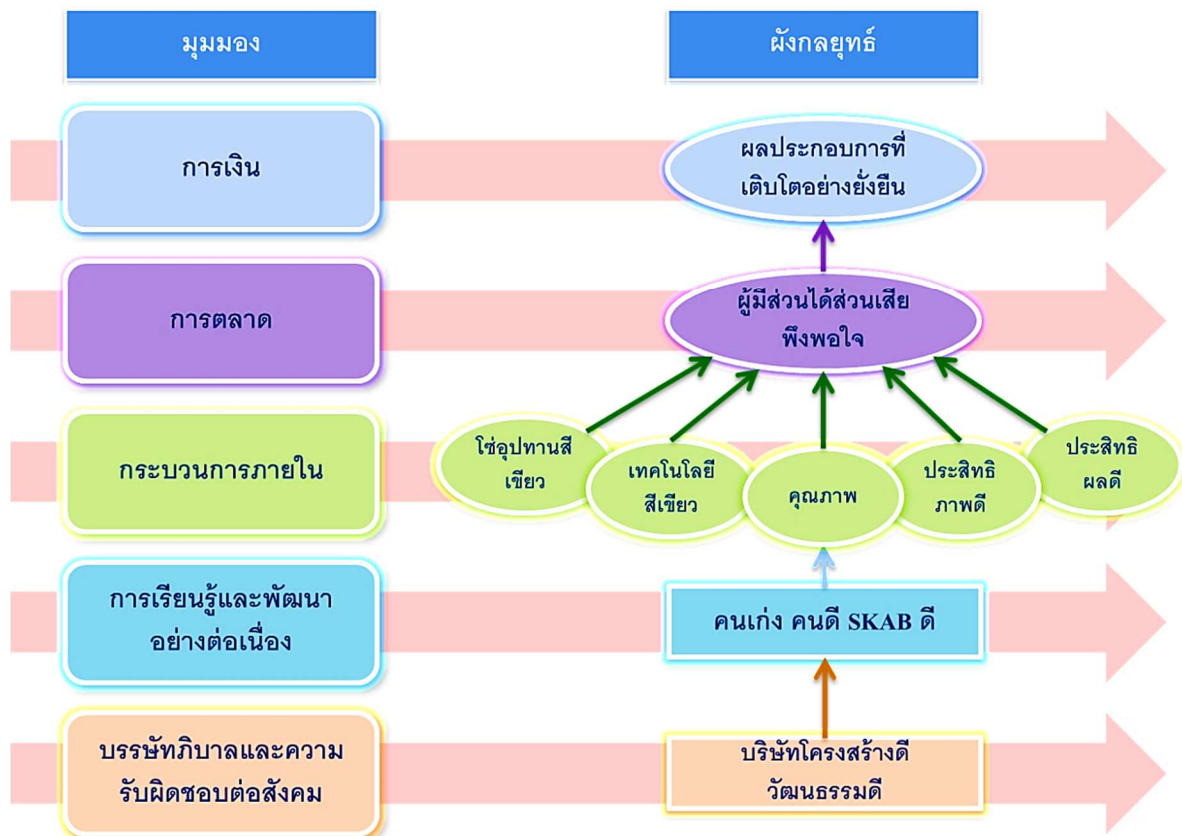 มุมมอง
ผังกลยุทธ์
การเงิน
ผลประกอบการที่
เติบโตอย่างยั่งยืน
การตลาด
ผู้มีส่วนได้ส่วนเสีย
พึงพอใจ
กระบวนการภายใน
โซ่อุปทานสี
เขียว
เทคโนโลยี
สีเขียว
คุณภาพ
ประสิทธิ
ภาพดี
ประสิทธิ
ผลดี
การเรียนรู้และพัฒนา
อย่างต่อเนื่อง
คนเก่ง คนดี SKAB ดี
บรรษัทภิบาลและความ
รับผิดชอบต่อสังคม
บริษัทโครงสร้างดี
วัฒนธรรมดี